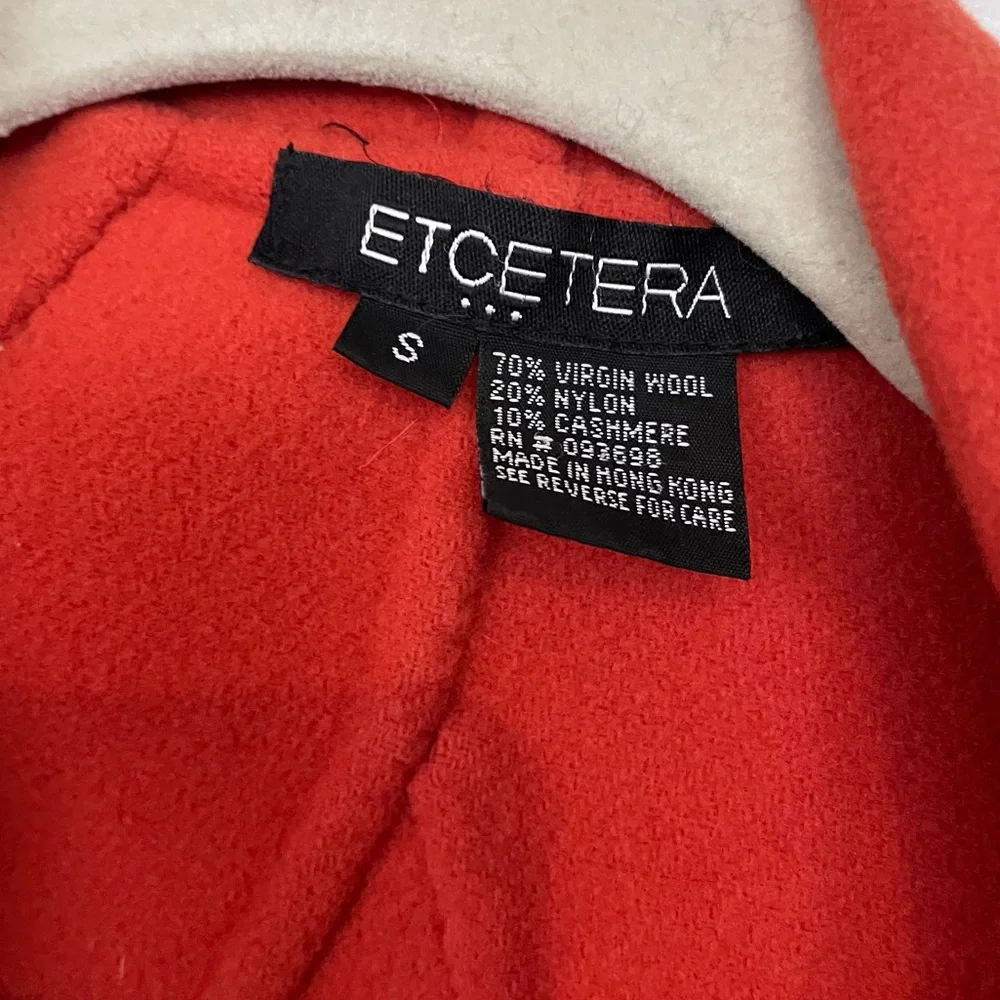 ETCETERA
...
S
70% VIRGIN WOOL
20% NYLON
10% CASHMERE
RN # 093698
MADE IN HONG KONG
SEE REVERSE FOR CARE